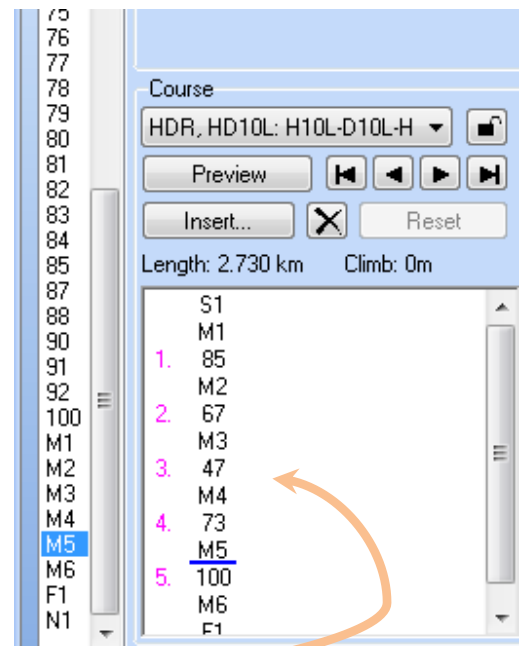 75
76
77
78
79
80
81
82
83
84
85
87
88
90
91
92
100
M1
M2
M3
M4
M5
M6
F1
N1
Course
HDR, HD10L: H10L-D10L-H
Preview
Insert... Reset
Length: 2.730 km Climb: 0m
S1
M1
1. 85
M2
2. 67
M3
3. 47
M4
4. 73
M5
5. 100
M6
F1